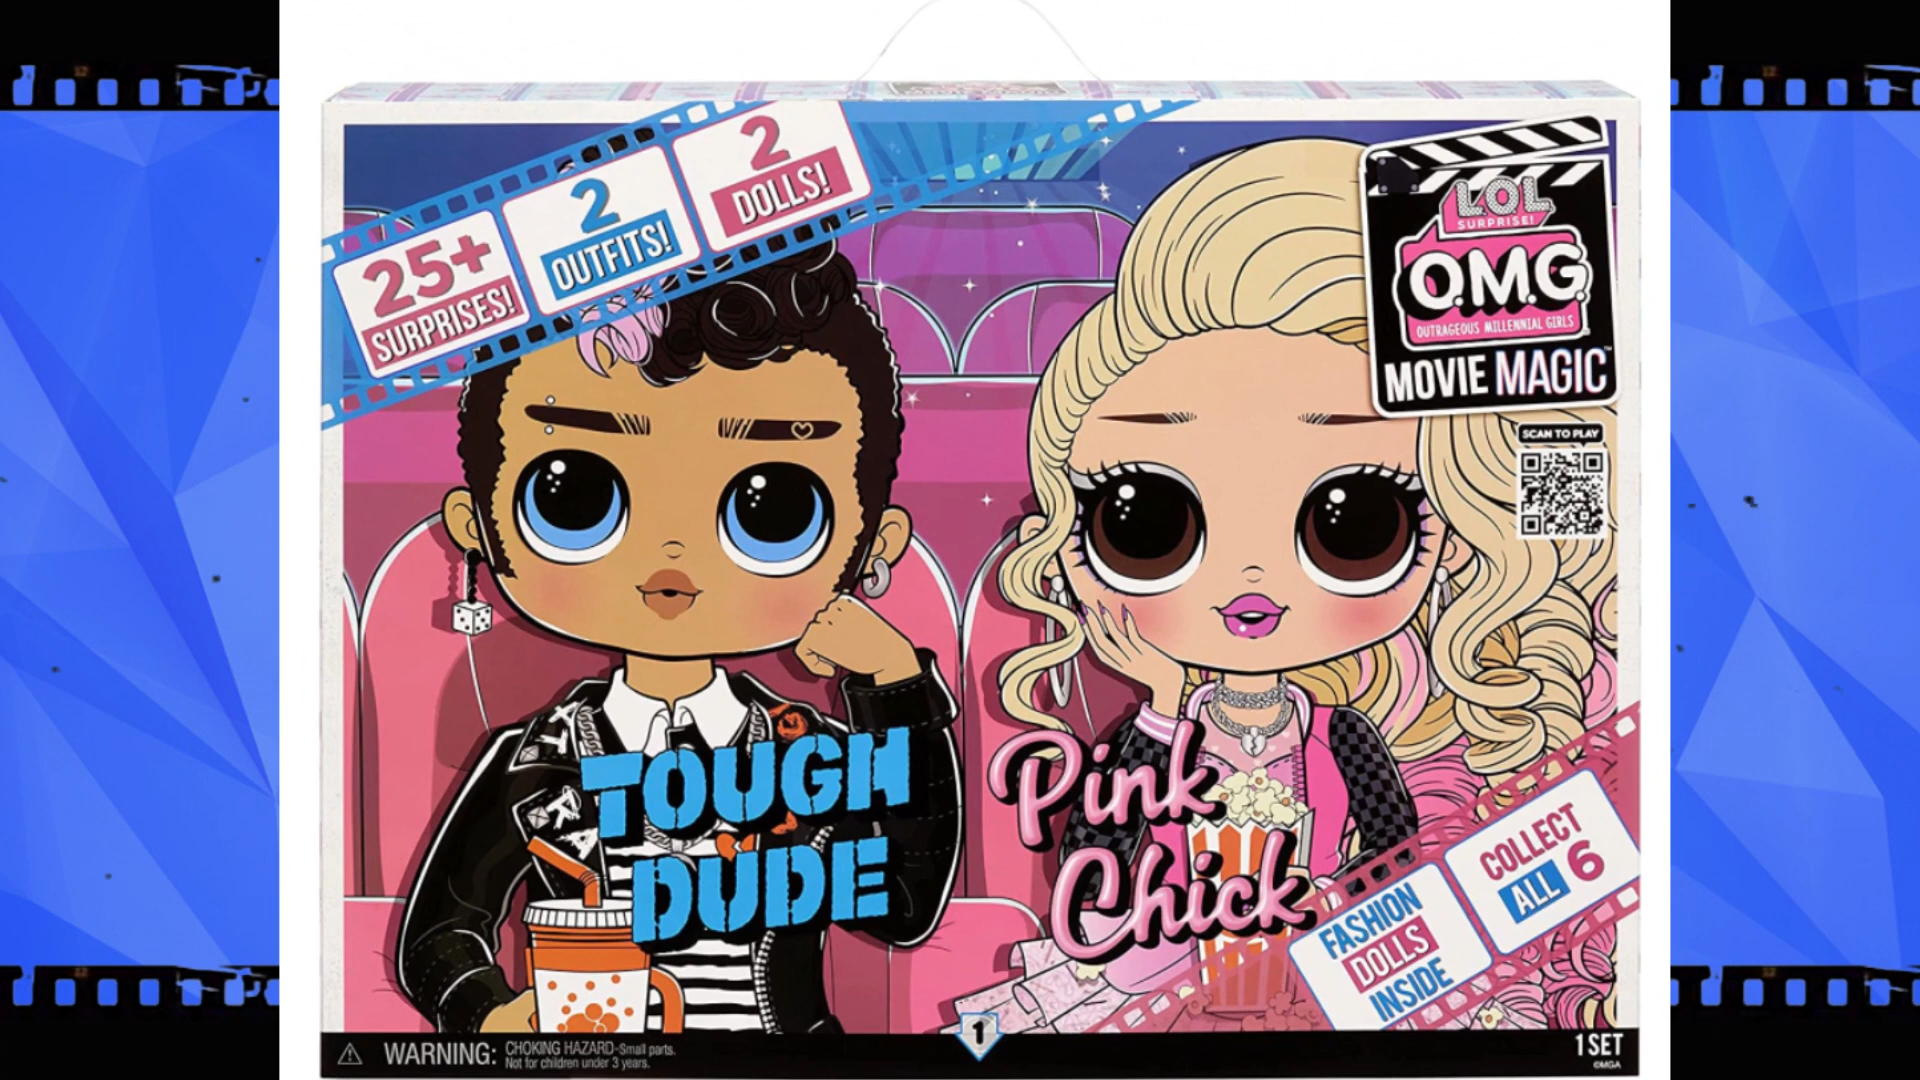 25+
SURPRISES!
2
OUTFITS!
2
DOLLS!
L.O.L.
SURPRISE!
O.M.G.
OUTRAGEOUS MILLENNIAL GIRLS
MOVIE MAGIC™
SCAN TO PLAY
TOUGH
DUDE
Pink
Chick
FASHION
DOLLS
INSIDE
COLLECT
ALL 6
1
WARNING: CHOKING HAZARD-Small parts.
Not for children under 3 years.
1 SET
©MGA